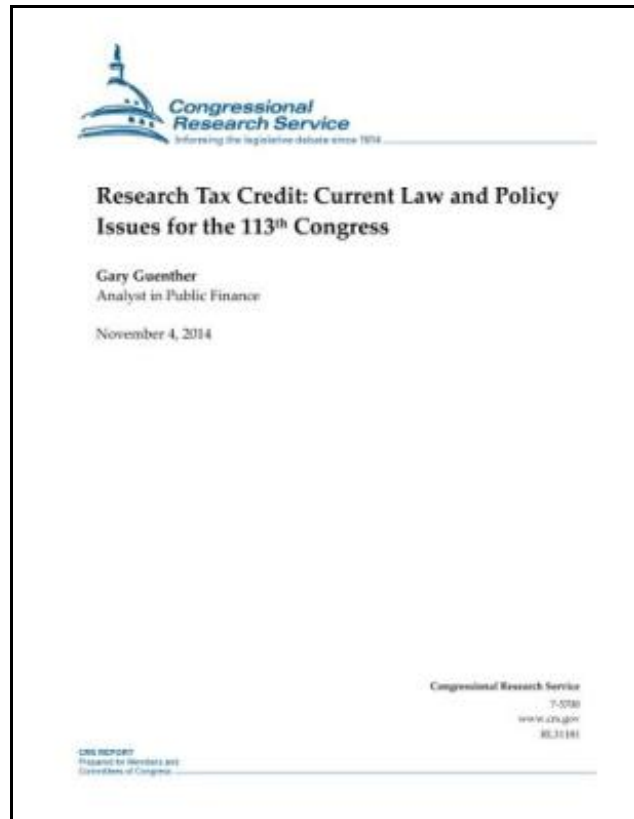 Congressional
Research Service
Informing the legislative debate since 1914
Research Tax Credit: Current Law and Policy
Issues for the 113th Congress
Gary Guenther
Analyst in Public Finance
November 4, 2014
Congressional Research Service
7-5700
www.crs.gov
RL31181
CRS REPORT
Prepared for Members and
Committees of Congress